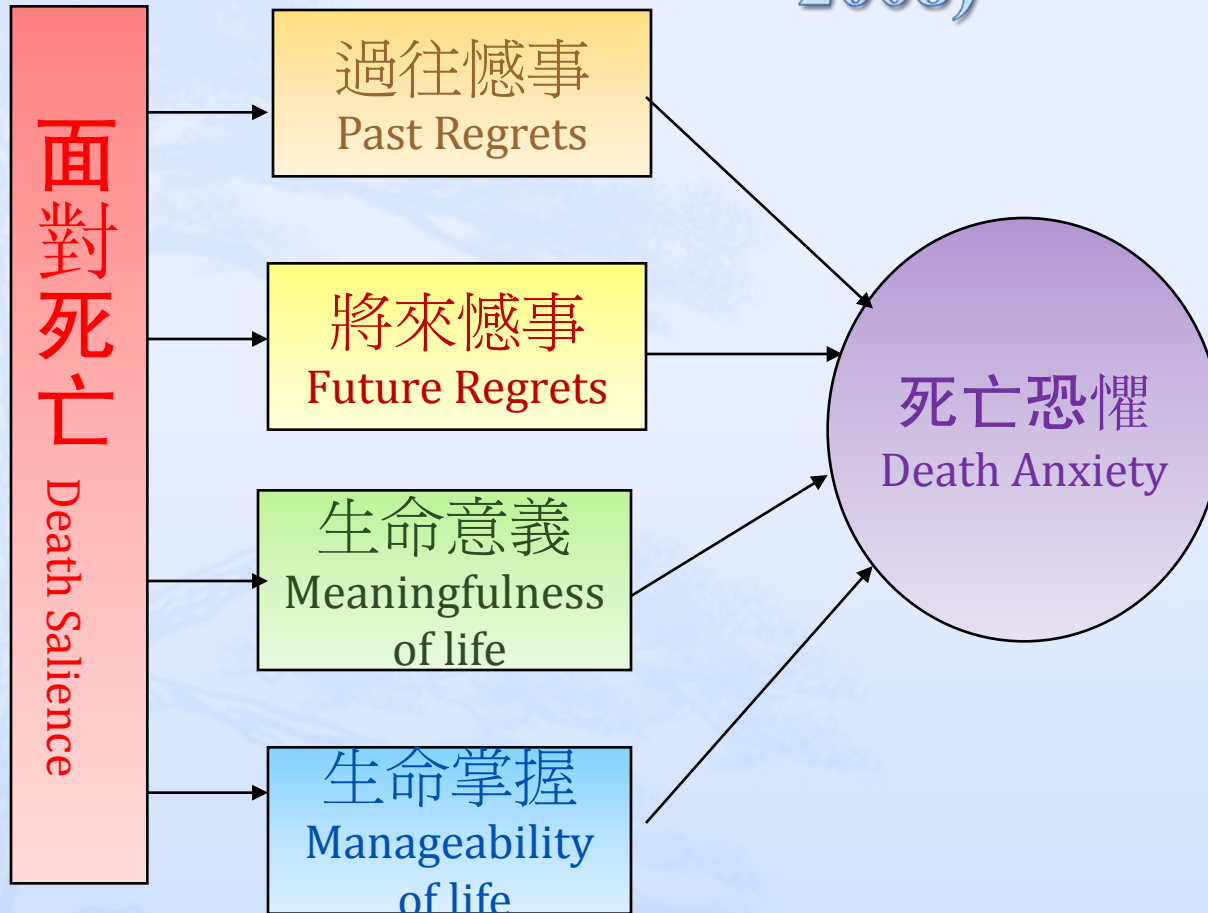 2008)
面對死亡 Death Salience
過往憾事
Past Regrets
將來憾事
Future Regrets
生命意義
Meaningfulness
of life
生命掌握
Manageability
of life
死亡恐懼
Death Anxiety